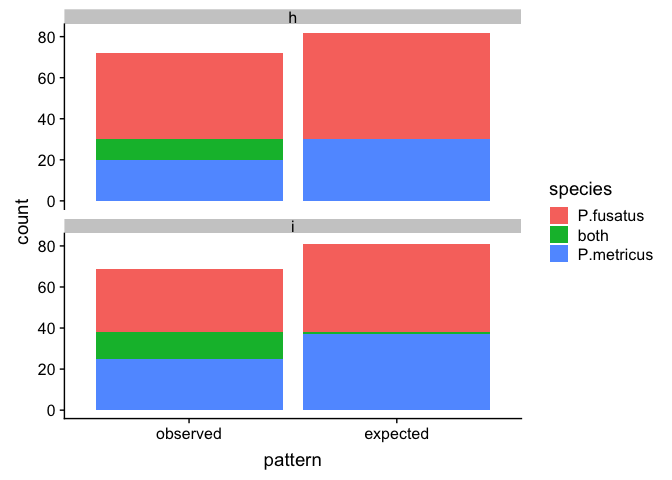 h
80
60
40
20
0
count
i
80
60
40
20
0
observed
expected
pattern
species
P.fusatus
both
P.metricus